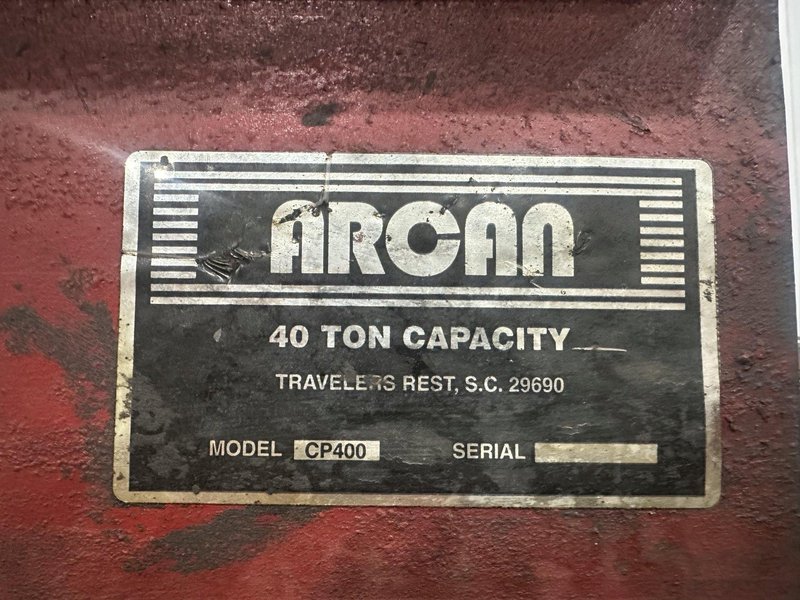 ARCAN
40 TON CAPACITY
TRAVELERS REST, S.C. 29690
MODEL CP400 SERIAL